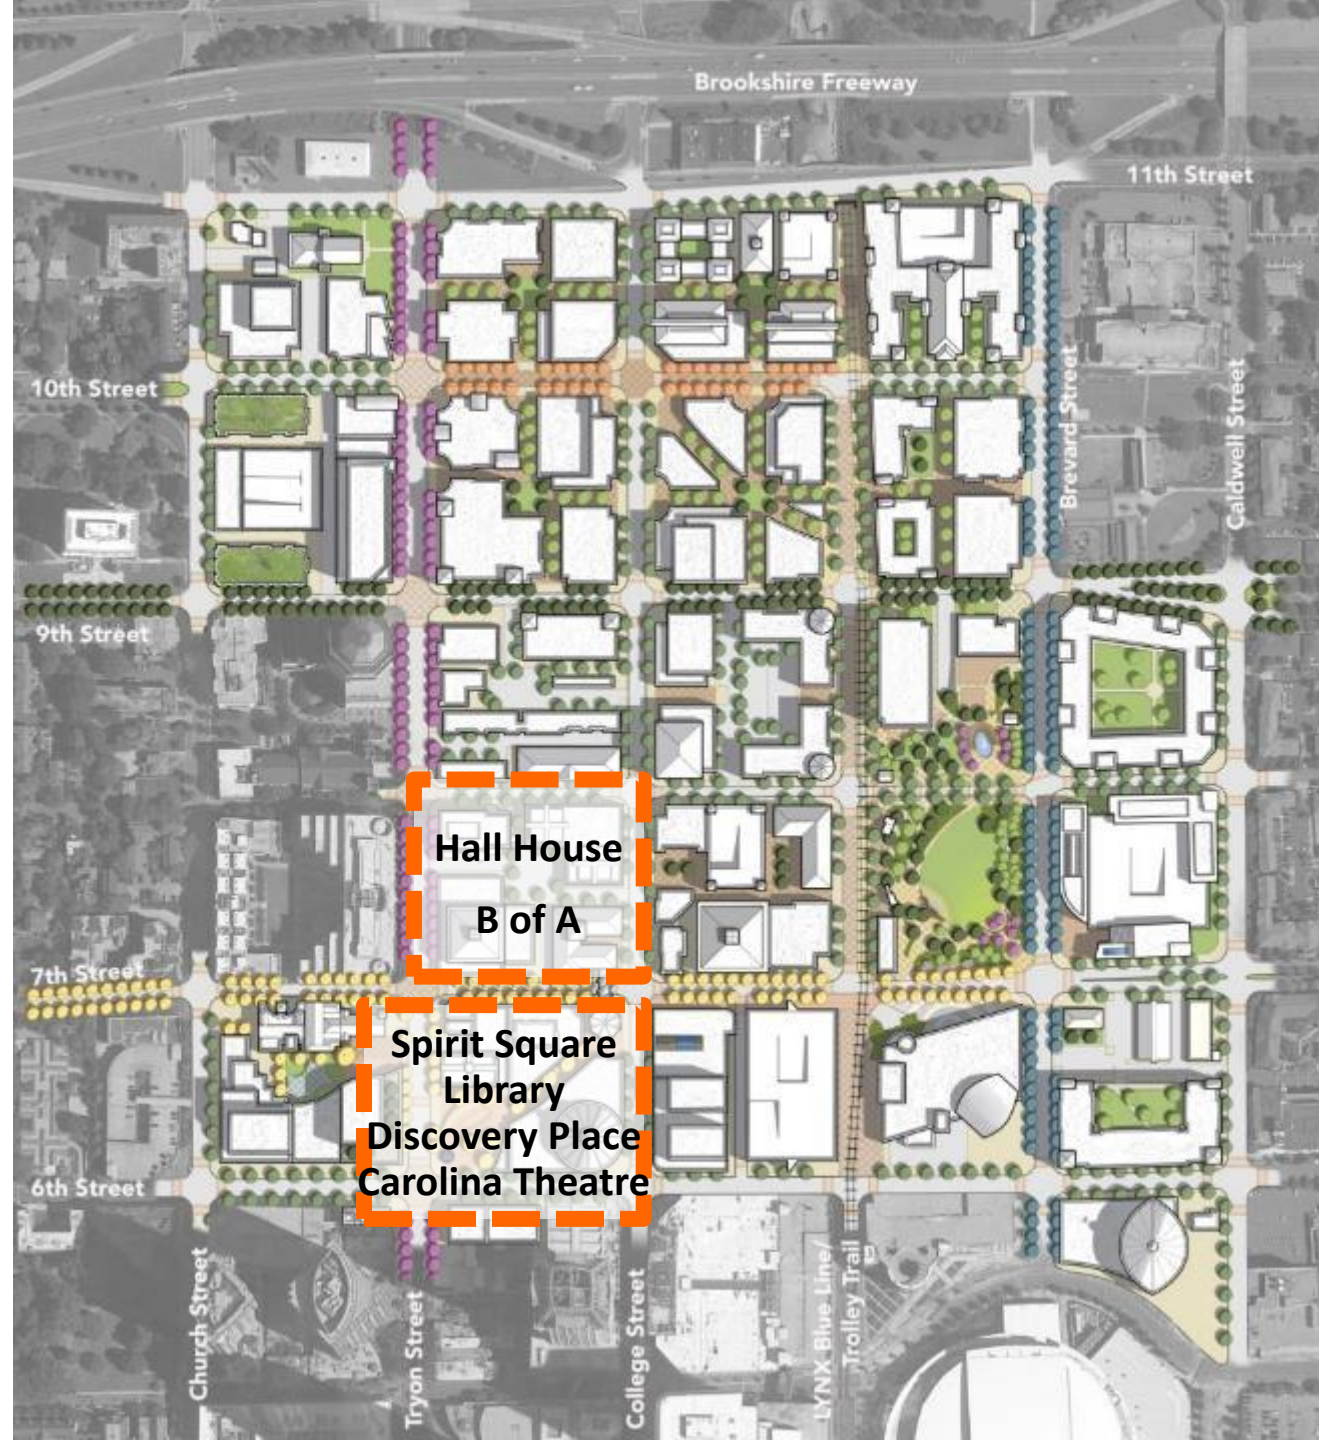 Brookshire Freeway
11th Street
10th Street
Brevard Street
Caldwell Street
9th Street
Hall House
B of A
7th Street
Spirit Square
Library
Discovery Place
Carolina Theatre
6th Street
Church Street
Tryon Street
College Street
LYNX Blue Line/
Trolley Trail